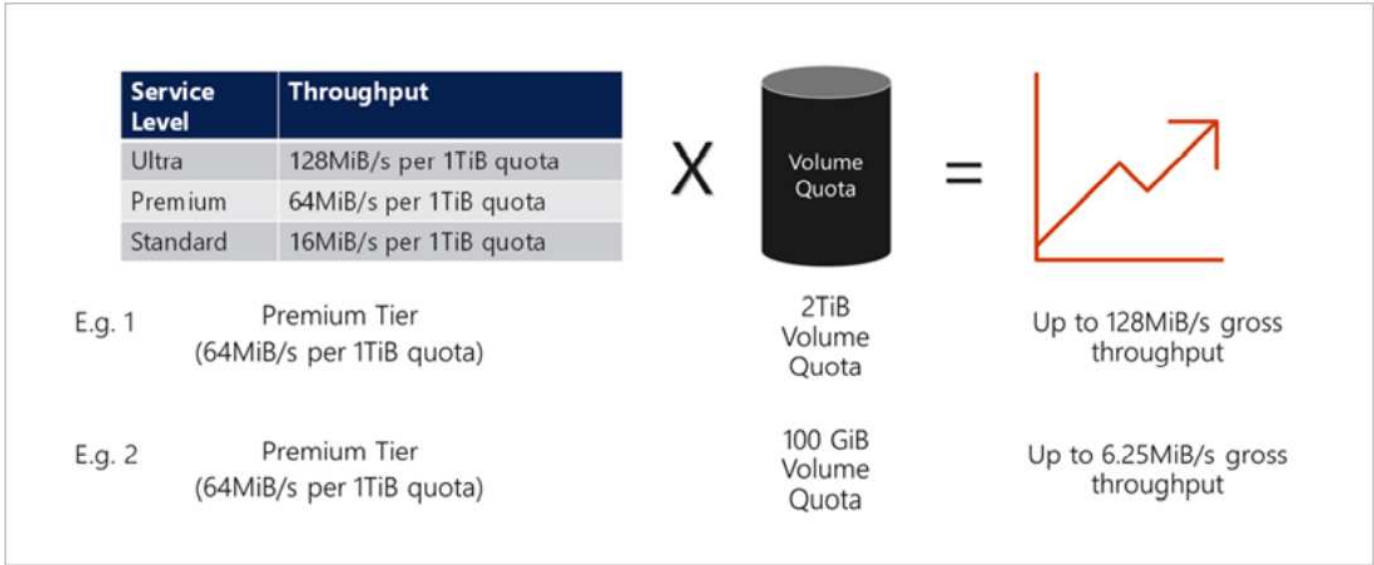 Service Level
Throughput
Ultra
128MiB/s per 1TiB quota
Premium
64MiB/s per 1TiB quota
Standard
16MiB/s per 1TiB quota
X
Volume
Quota
=
E.g. 1
Premium Tier
(64MiB/s per 1TiB quota)
2TiB
Volume
Quota
Up to 128MiB/s gross
throughput
E.g. 2
Premium Tier
(64MiB/s per 1TiB quota)
100 GiB
Volume
Quota
Up to 6.25MiB/s gross
throughput